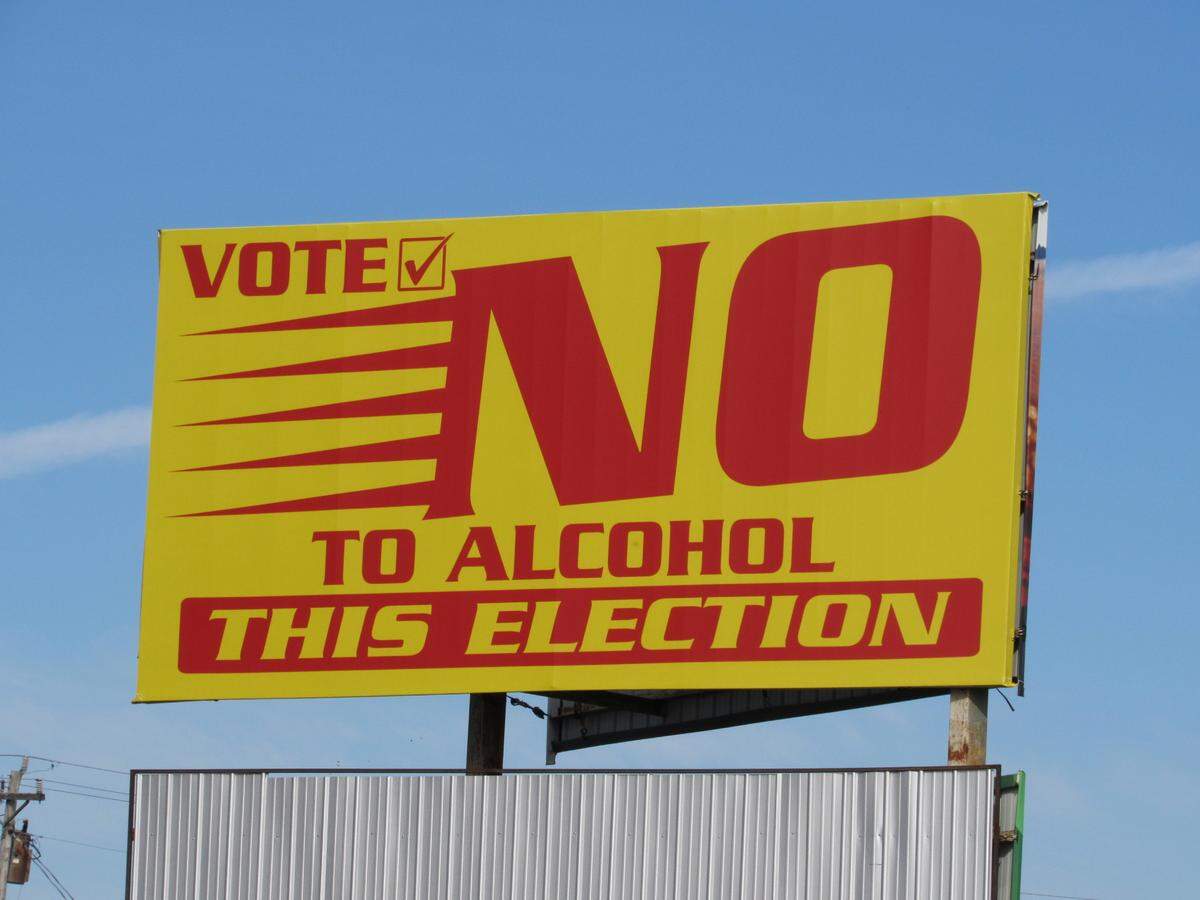 VOTE
NO
TO ALCOHOL
THIS ELECTION